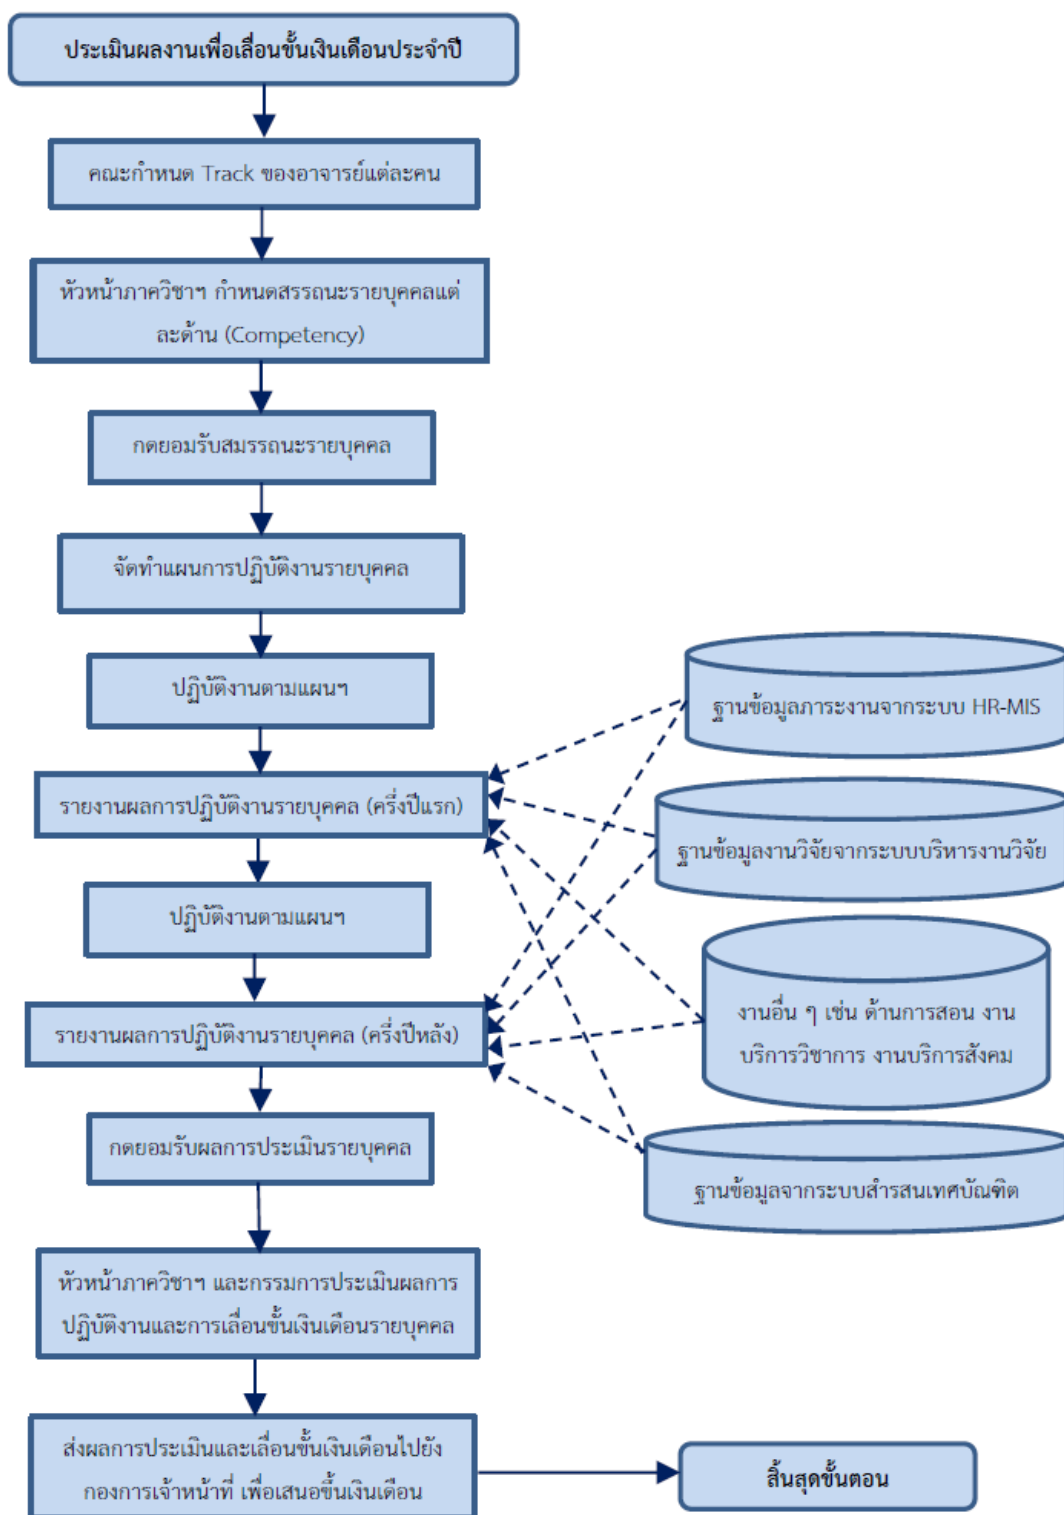 ประเมินผลงานเพื่อเลื่อนขั้นเงินเดือนประจำปี
คณะกำหนด Track ของอาจารย์แต่ละคน
หัวหน้าภาควิชาฯ กำหนดสรรถนะรายบุคคลแต่
ละด้าน (Competency)
กดยอมรับสมรรถนะรายบุคคล
จัดทำแผนการปฏิบัติงานรายบุคคล
ปฏิบัติงานตามแผนฯ
รายงานผลการปฏิบัติงานรายบุคคล (ครึ่งปีแรก)
ปฏิบัติงานตามแผนฯ
รายงานผลการปฏิบัติงานรายบุคคล (ครึ่งปีหลัง)
กดยอมรับผลการประเมินรายบุคคล
หัวหน้าภาควิชาฯ และกรรมการประเมินผลการ
ปฏิบัติงานและการเลื่อนขั้นเงินเดือนรายบุคคล
ส่งผลการประเมินและเลื่อนขั้นเงินเดือนไปยัง
กองการเจ้าหน้าที่ เพื่อเสนอขึ้นเงินเดือน
สิ้นสุดขั้นตอน
ฐานข้อมูลภาระงานจากระบบ HR-MIS
ฐานข้อมูลงานวิจัยจากระบบบริหารงานวิจัย
งานอื่น ๆ เช่น ด้านการสอน งาน
บริการวิชาการ งานบริการสังคม
ฐานข้อมูลจากระบบสำรสนเทศบัณฑิต